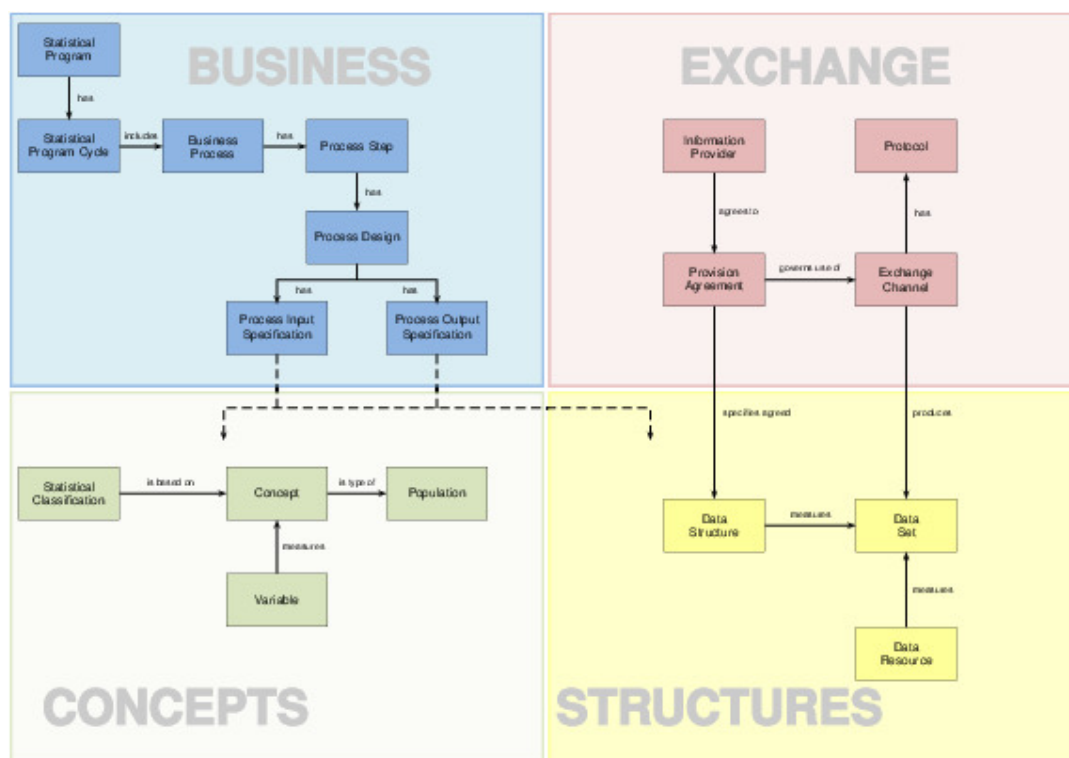 BUSINESS
Statistical
Program
has
Statistical
Program Cycle
includes
Business
Process
has
Process Step
has
Process Design
has
has
Process Input
Specification
Process Output
Specification
EXCHANGE
Information
Provider
Protocol
agrees to
has
Provision
Agreement
governs use of
Exchange
Channel
specifies agreed
produces
Statistical
Classification
is based on
Concept
is type of
Population
measures
Variable
CONCEPTS
Data
Structure
measures
Data
Set
measures
Data
Resource
STRUCTURES